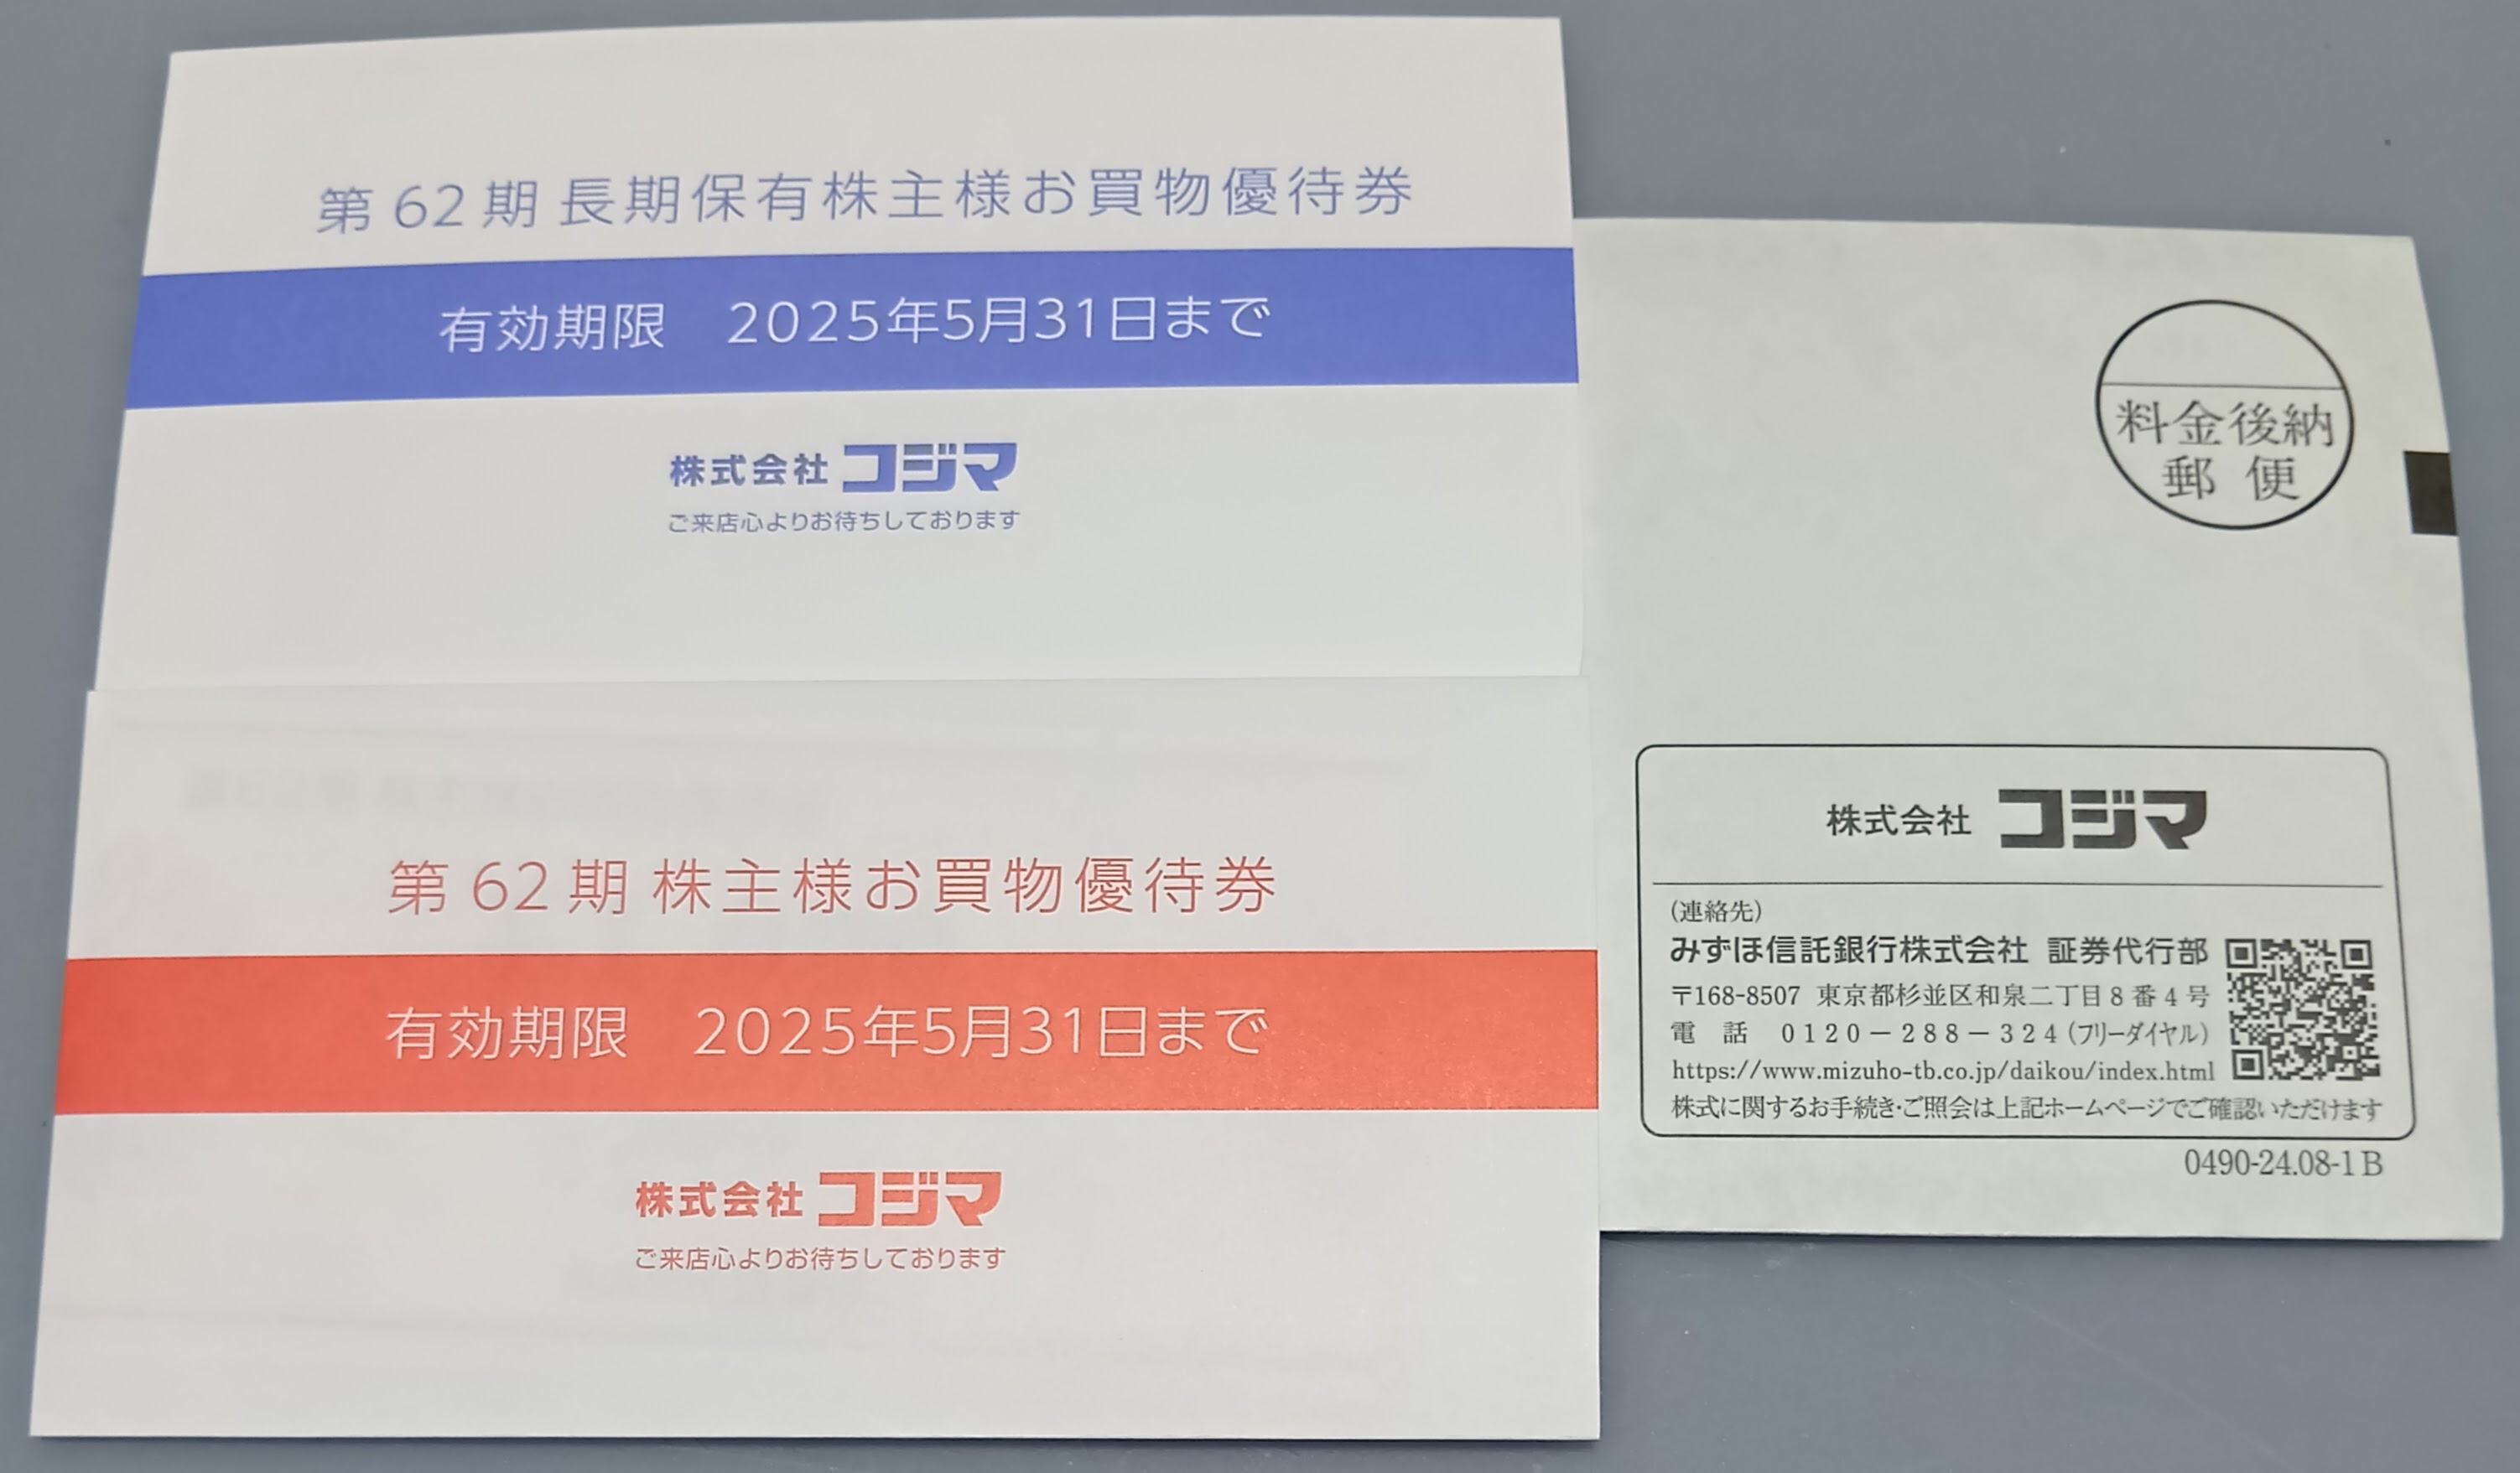 第62期 長期保有株主様お買物優待券
有効期限 2025年5月31日まで
株式会社 コジマ
ご来店心よりお待ちしております
第62期 株主様お買物優待券
有効期限 2025年5月31日まで
株式会社 コジマ
ご来店心よりお待ちしております
料金後納
郵便
株式会社 コジマ
(連絡先)
みずほ信託銀行株式会社 証券代行部
〒168-8507 東京都杉並区和泉二丁目8番4号
電話 0120-288-324(フリーダイヤル)
https://www.mizuho-tb.co.jp/daikou/index.html
株式に関するお手続き・ご照会は上記ホームページでご確認いただけます
0490-24.08-1B